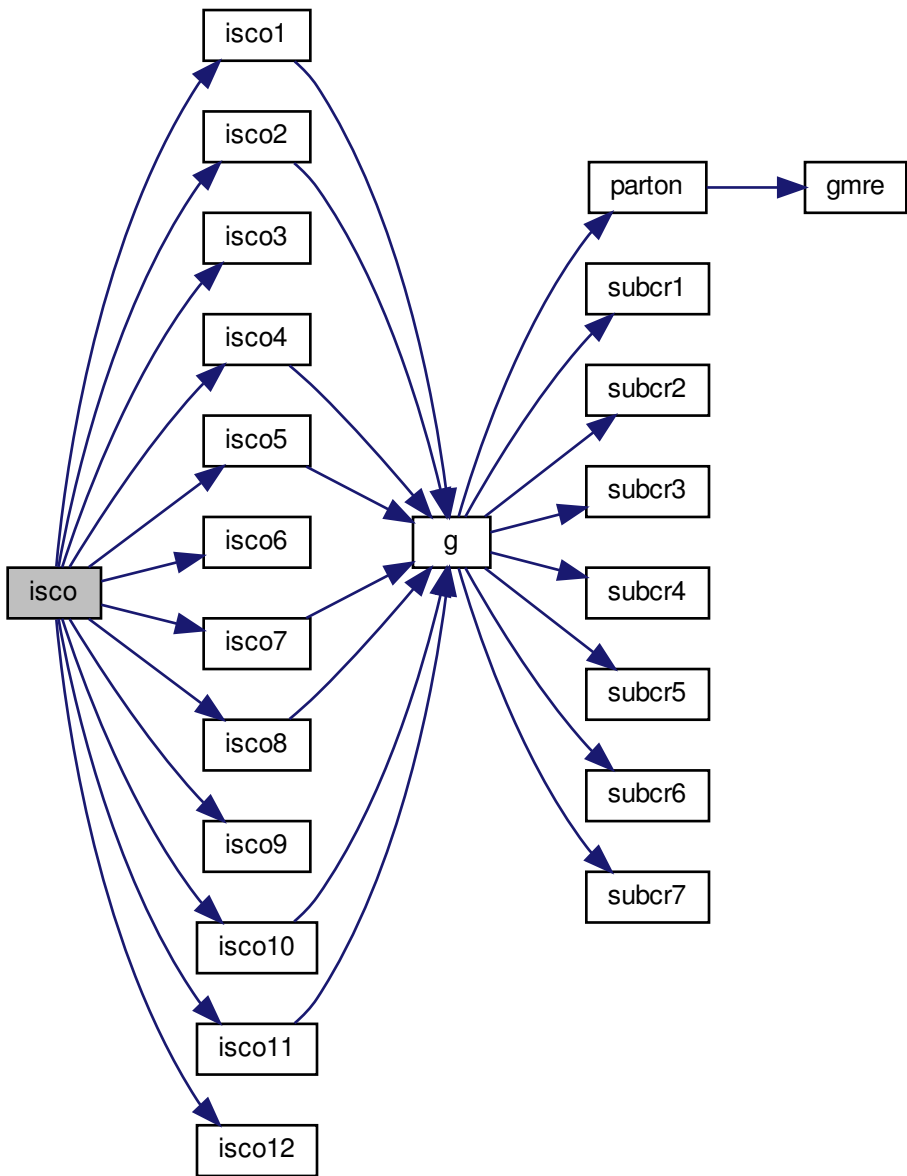 isco
isco1
isco2
isco3
isco4
isco5
isco6
isco7
isco8
isco9
isco10
isco11
isco12
g
parton
subcr1
subcr2
subcr3
subcr4
subcr5
subcr6
subcr7
gmre